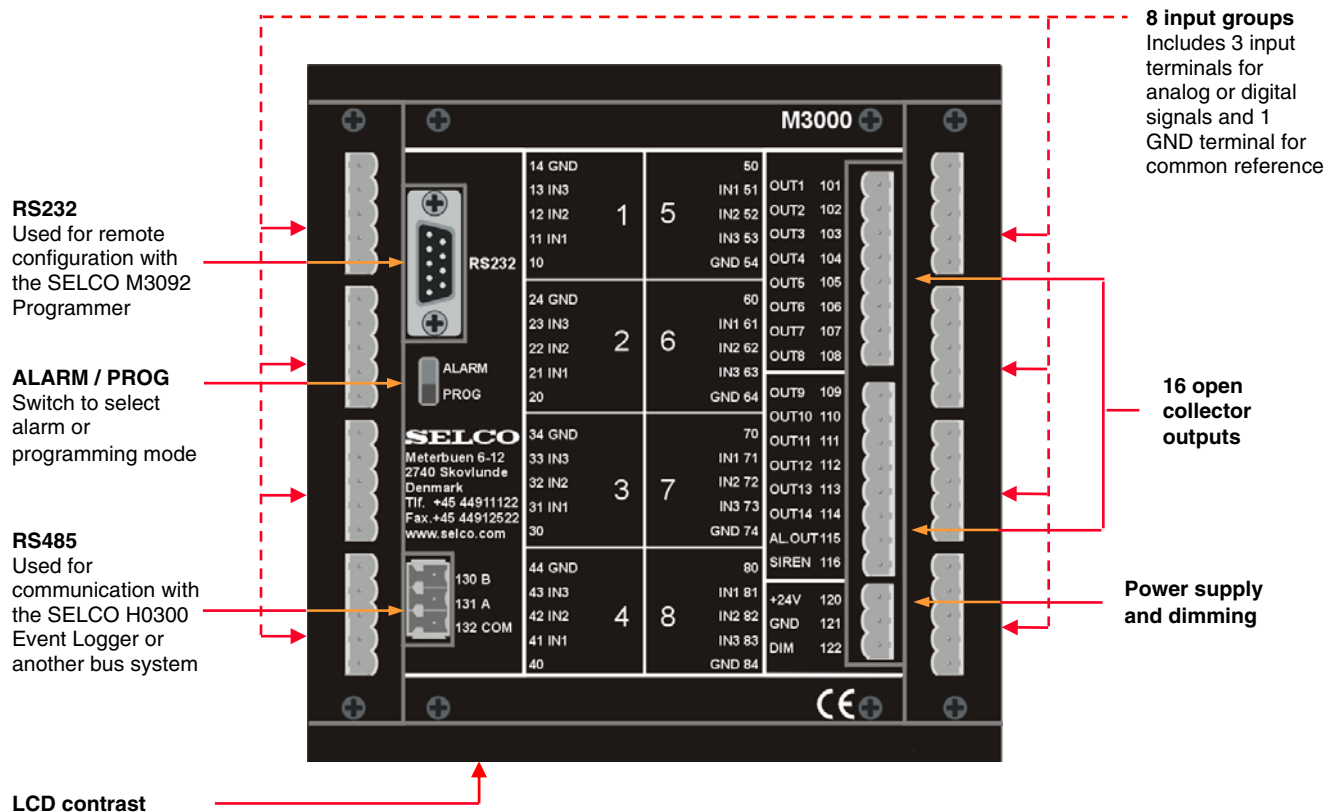 8 input groups
Includes 3 input
terminals for
analog or digital
signals and 1
GND terminal for
common reference
RS232
Used for remote
configuration with
the SELCO M3092
Programmer
ALARM / PROG
Switch to select
alarm or
programming mode
RS485
Used for
communication with
the SELCO H0300
Event Logger or
another bus system
LCD contrast
M3000
RS232
ALARM
PROG
SELCO
Meterbuen 6-12
2740 Skovlunde
Denmark
Tlf. +45 44911122
Fax.+45 44912522
www.selco.com
130 B
131 A
132 COM
14 GND
13 IN3
12 IN2
11 IN1
10
1
24 GND
23 IN3
22 IN2
21 IN1
20
2
34 GND
33 IN3
32 IN2
31 IN1
30
3
44 GND
43 IN3
42 IN2
41 IN1
40
4
5
50
IN1 51
IN2 52
IN3 53
GND 54
6
60
IN1 61
IN2 62
IN3 63
GND 64
7
70
IN1 71
IN2 72
IN3 73
GND 74
8
80
IN1 81
IN2 82
IN3 83
GND 84
OUT1 101
OUT2 102
OUT3 103
OUT4 104
OUT5 105
OUT6 106
OUT7 107
OUT8 108
OUT9 109
OUT10 110
OUT11 111
OUT12 112
OUT13 113
OUT14 114
AL.OUT 115
SIREN 116
+24V 120
GND 121
DIM 122
CE
16 open
collector
outputs
Power supply
and dimming